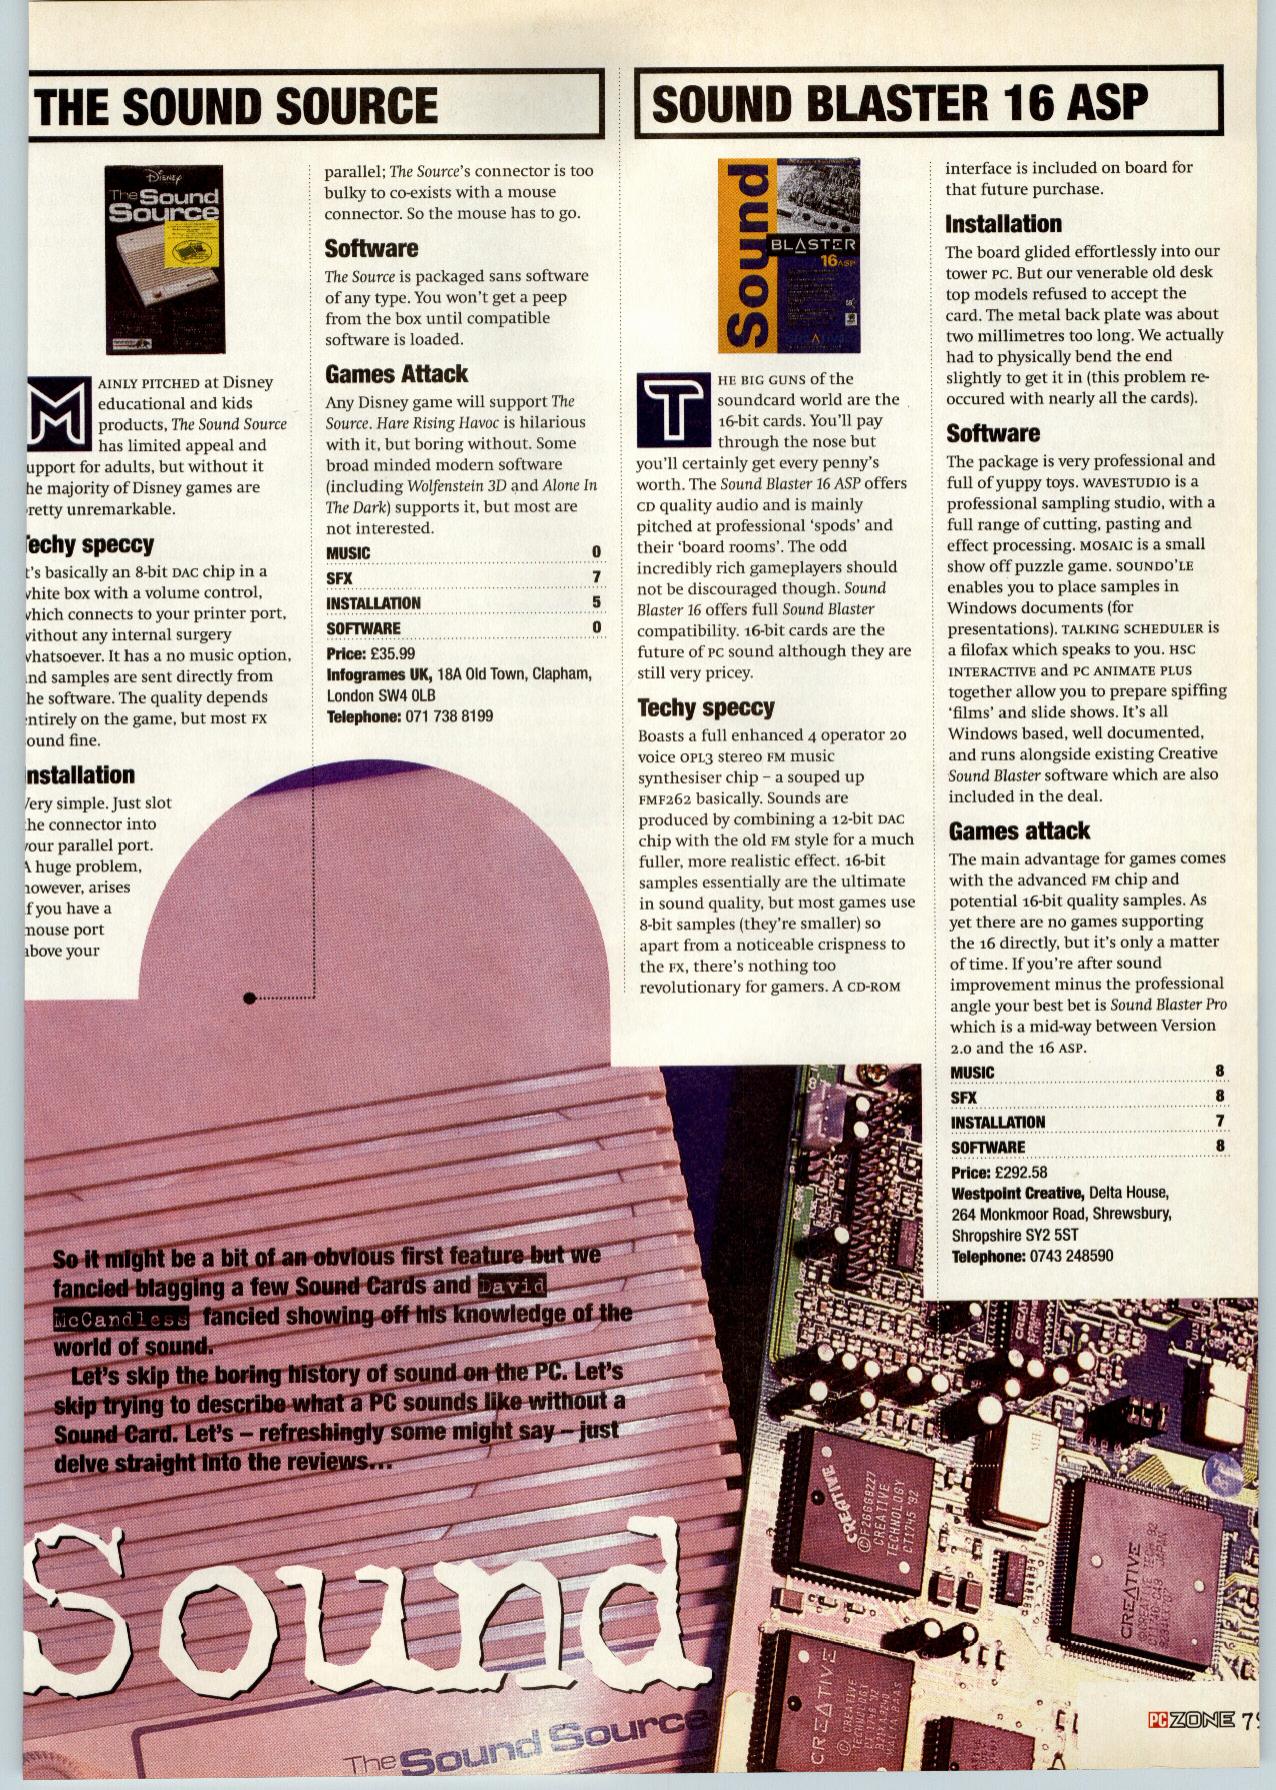 THE SOUND SOURCE
DISNEY
The Sound
Source
AINLY PITCHED at Disney
educational and kids
products, The Sound Source
has limited appeal and
upport for adults, but without it
he majority of Disney games are
retty unremarkable.
Techy speccy
t's basically an 8-bit DAC chip in a
white box with a volume control,
which connects to your printer port,
without any internal surgery
whatsoever. It has a no music option,
nd samples are sent directly from
he software. The quality depends
entirely on the game, but most FX
ound fine.
nstallation
Very simple. Just slot
the connector into
your parallel port.
A huge problem,
however, arises
if you have a
mouse port
above your
parallel; The Source's connector is too
bulky to co-exists with a mouse
connector. So the mouse has to go.
Software
The Source is packaged sans software
of any type. You won't get a peep
from the box until compatible
software is loaded.
Games Attack
Any Disney game will support The
Source. Hare Rising Havoc is hilarious
with it, but boring without. Some
broad minded modern software
(including Wolfenstein 3D and Alone In
The Dark) supports it, but most are
not interested.
MUSIC 0
SFX 7
INSTALLATION 5
SOFTWARE 0
Price: £35.99
Infogrames UK, 18A Old Town, Clapham,
London SW4 0LB
Telephone: 071 738 8199
SOUND BLASTER 16 ASP
Sound
BLASTER
16 ASP
THE BIG GUNS of the
soundcard world are the
16-bit cards. You'll pay
through the nose but
you'll certainly get every penny's
worth. The Sound Blaster 16 ASP offers
CD quality audio and is mainly
pitched at professional 'spods' and
their 'board rooms'. The odd
incredibly rich gameplayers should
not be discouraged though. Sound
Blaster 16 offers full Sound Blaster
compatibility. 16-bit cards are the
future of PC sound although they are
still very pricey.
Techy speccy
Boasts a full enhanced 4 operator 20
voice OPL3 stereo FM music
synthesiser chip – a souped up
FMF262 basically. Sounds are
produced by combining a 12-bit DAC
chip with the old FM style for a much
fuller, more realistic effect. 16-bit
samples essentially are the ultimate
in sound quality, but most games use
8-bit samples (they're smaller) so
apart from a noticeable crispness to
the FX, there's nothing too
revolutionary for gamers. A CD-ROM
interface is included on board for
that future purchase.
Installation
The board glided effortlessly into our
tower PC. But our venerable old desk
top models refused to accept the
card. The metal back plate was about
two millimetres too long. We actually
had to physically bend the end
slightly to get it in (this problem re-
occured with nearly all the cards).
Software
The package is very professional and
full of yuppy toys. WAVESTUDIO is a
professional sampling studio, with a
full range of cutting, pasting and
effect processing. MOSAIC is a small
show off puzzle game. SOUNDO'LE
enables you to place samples in
Windows documents (for
presentations). TALKING SCHEDULER is
a filofax which speaks to you. HSC
INTERACTIVE and PC ANIMATE PLUS
together allow you to prepare spiffing
'films' and slide shows. It's all
Windows based, well documented,
and runs alongside existing Creative
Sound Blaster software which are also
included in the deal.
Games attack
The main advantage for games comes
with the advanced FM chip and
potential 16-bit quality samples. As
yet there are no games supporting
the 16 directly, but it's only a matter
of time. If you're after sound
improvement minus the professional
angle your best bet is Sound Blaster Pro
which is a mid-way between Version
2.0 and the 16 ASP.
MUSIC 8
SFX 8
INSTALLATION 7
SOFTWARE 8
Price: £292.58
Westpoint Creative, Delta House,
264 Monkmoor Road, Shrewsbury,
Shropshire SY2 5ST
Telephone: 0743 248590
So it might be a bit of an obvious first feature but we
fancied blagging a few Sound Cards and David
McCandless fancied showing off his knowledge of the
world of sound.
Let's skip the boring history of sound on the PC. Let's
skip trying to describe what a PC sounds like without a
Sound Card. Let's – refreshingly some might say – just
delve straight into the reviews...
Sound
The Sound Source
CREATIVE
CREATIVE
TECHNOLOGY
CT1745 '92
CREATIVE
CREATIVE
PC ZONE 79